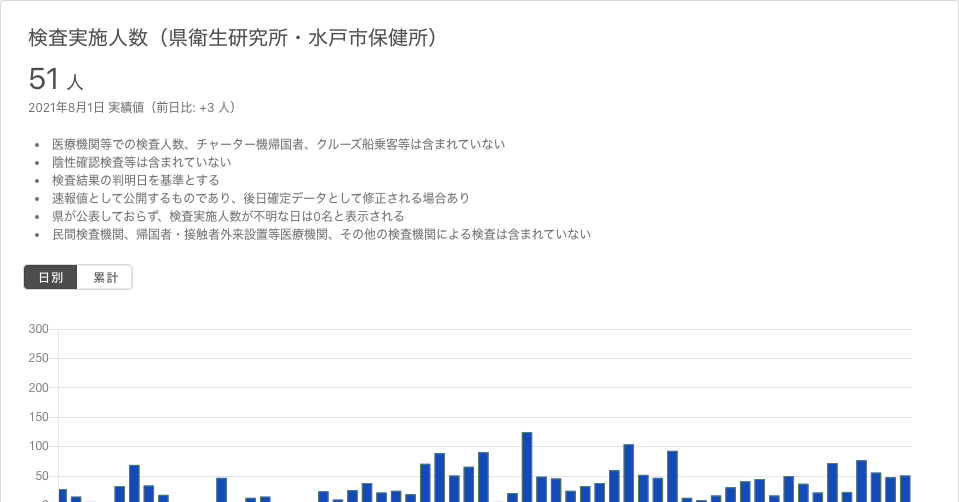 検査実施人数（県衛生研究所・水戸市保健所）
51 人
2021年8月1日 実績値（前日比: +3 人）
• 医療機関等での検査人数、チャーター機帰国者、クルーズ船乗客等は含まれていない
• 陰性確認検査等は含まれていない
• 検査結果の判明日を基準とする
• 速報値として公開するものであり、後日確定データとして修正される場合あり
• 県が公表しておらず、検査実施人数が不明な日は0名と表示される
• 民間検査機関、帰国者・接触者外来設置等医療機関、その他の検査機関による検査は含まれていない
日別 累計
300
250
200
150
100
50